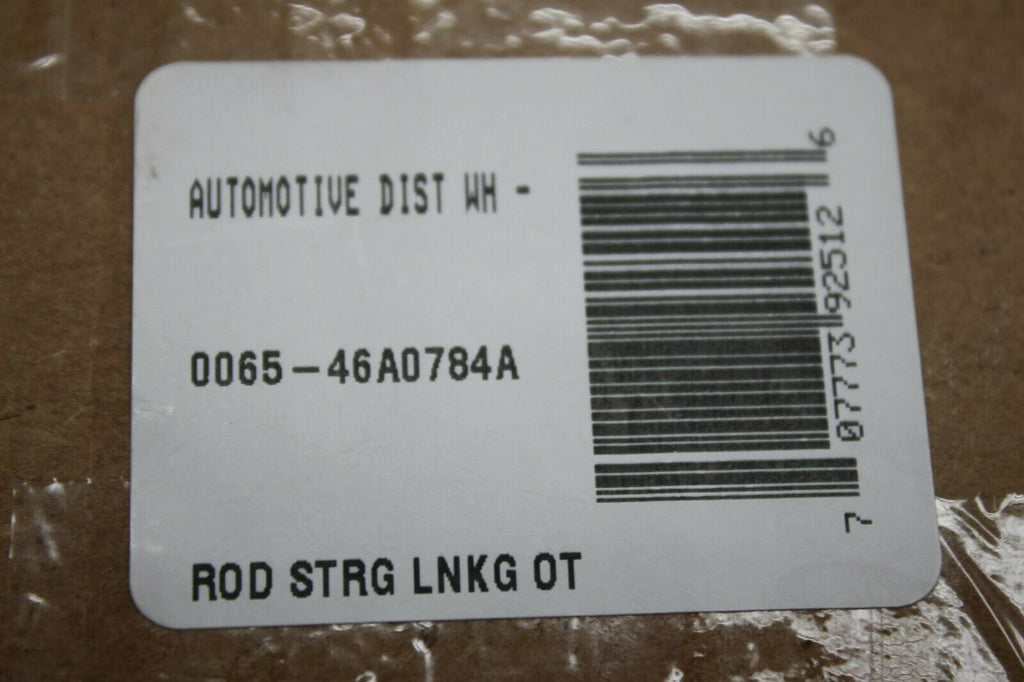 AUTOMOTIVE DIST WH -
0065-46A0784A
ROD STRG LNKG OT
7 07773 92512 6